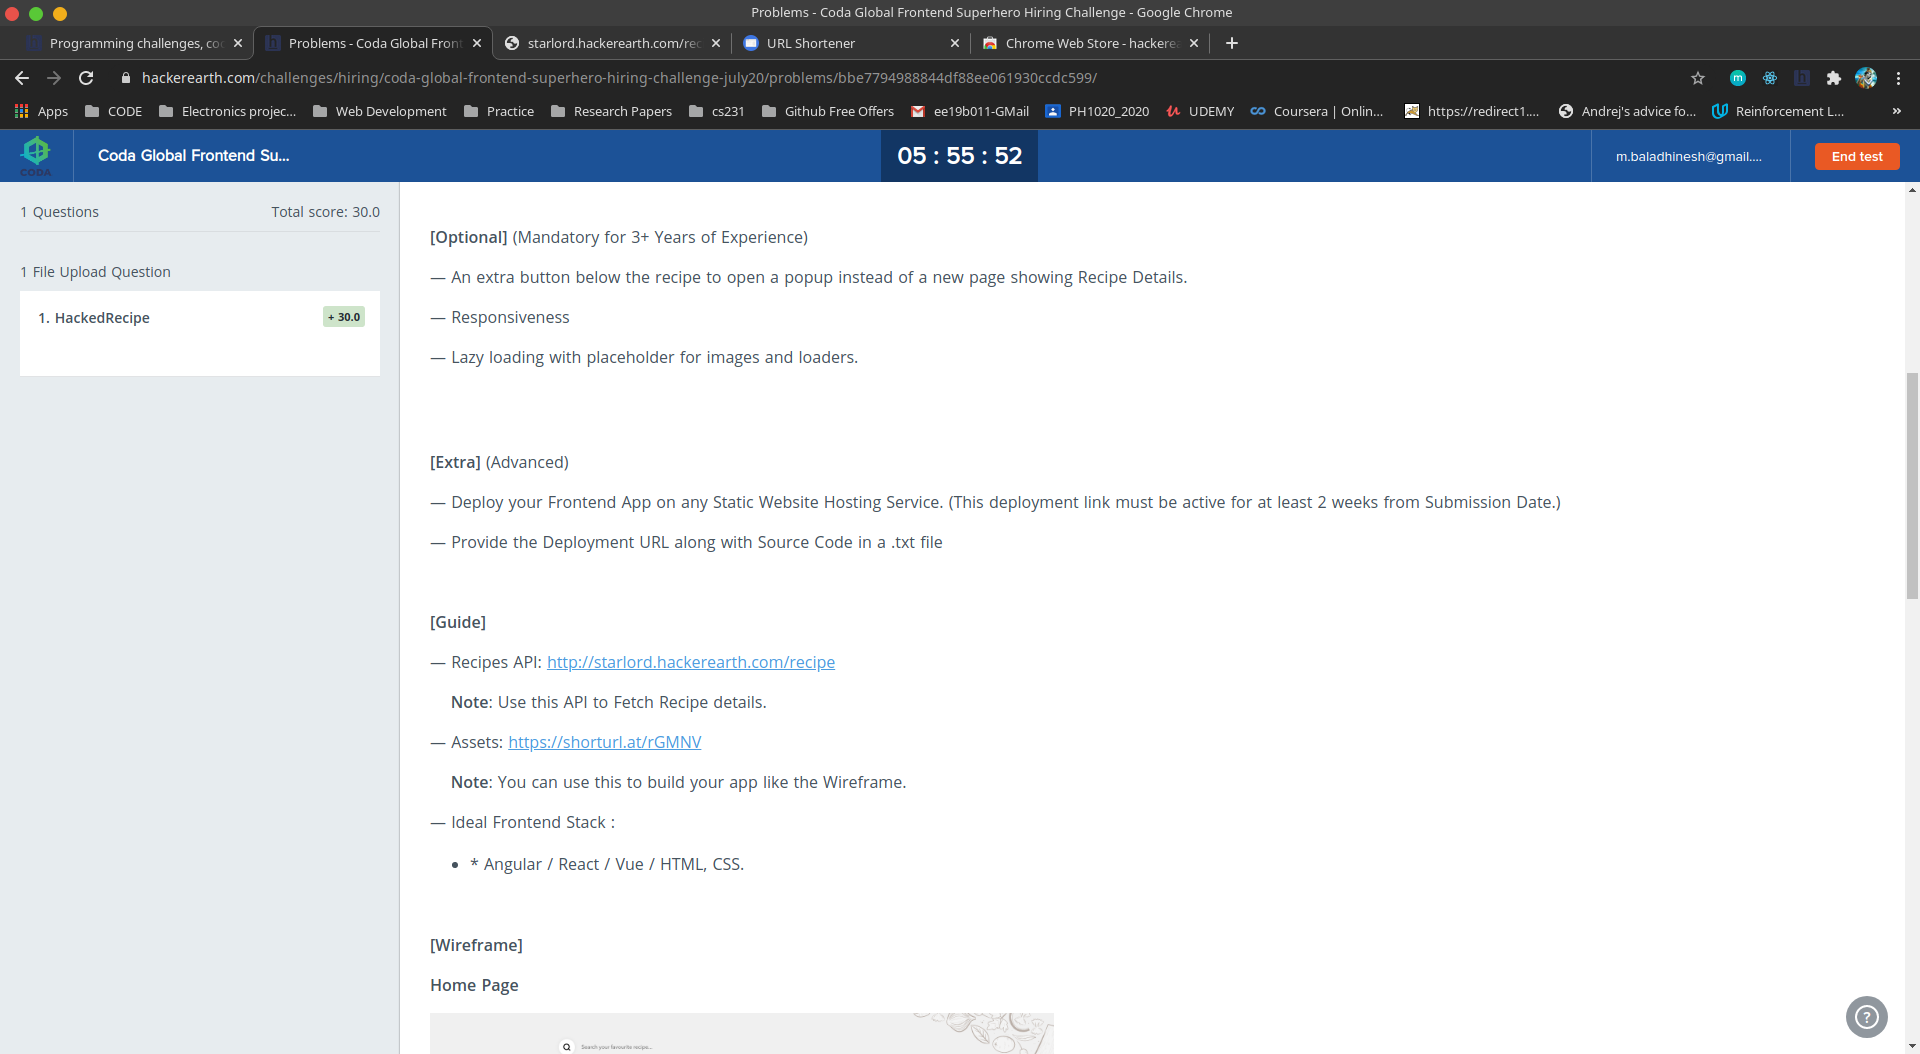 Problems - Coda Global Frontend Superhero Hiring Challenge - Google Chrome
Programming challenges, co
Problems - Coda Global Front
starlord.hackerearth.com/rec
URL Shortener
Chrome Web Store - hackerea
hackerearth.com/challenges/hiring/coda-global-frontend-superhero-hiring-challenge-july20/problems/bbe7794988844df88ee061930ccdc599/
Apps
CODE
Electronics projec...
Web Development
Practice
Research Papers
cs231
Github Free Offers
ee19b011-GMail
PH1020_2020
UDEMY
Coursera | Onlin...
https://redirect1....
Andrej's advice fo...
Reinforcement L...
»
CODA
Coda Global Frontend Su...
05 : 55 : 52
m.baladhinesh@gmail....
End test
1 Questions
Total score: 30.0
1 File Upload Question
1. HackedRecipe
+ 30.0
[Optional] (Mandatory for 3+ Years of Experience)
— An extra button below the recipe to open a popup instead of a new page showing Recipe Details.
— Responsiveness
— Lazy loading with placeholder for images and loaders.
[Extra] (Advanced)
— Deploy your Frontend App on any Static Website Hosting Service. (This deployment link must be active for at least 2 weeks from Submission Date.)
— Provide the Deployment URL along with Source Code in a .txt file
[Guide]
— Recipes API: http://starlord.hackerearth.com/recipe
Note: Use this API to Fetch Recipe details.
— Assets: https://shorturl.at/rGMNV
Note: You can use this to build your app like the Wireframe.
— Ideal Frontend Stack :
• * Angular / React / Vue / HTML, CSS.
[Wireframe]
Home Page
Search your favourite recipe...
?